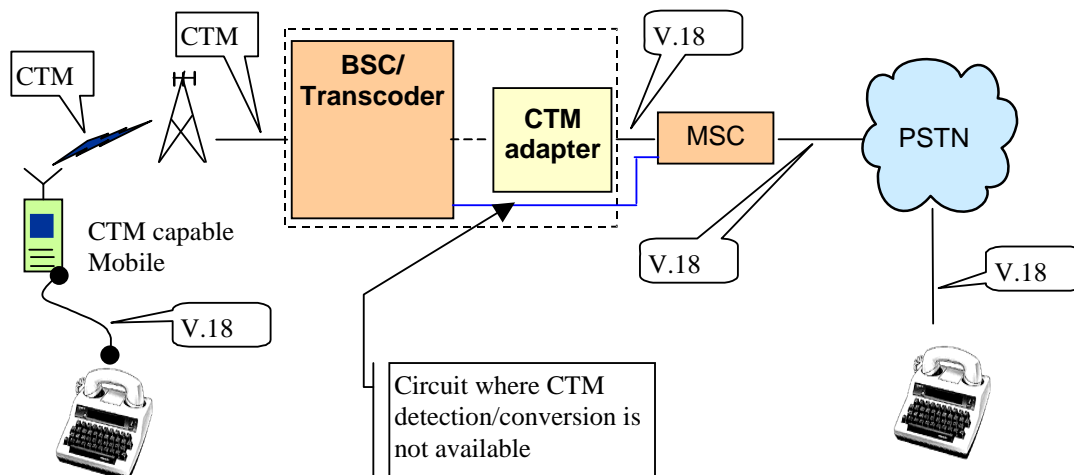 CTM
CTM
BSC/
Transcoder
CTM
adapter
V.18
MSC
PSTN
CTM capable
Mobile
V.18
V.18
V.18
Circuit where CTM
detection/conversion is
not available